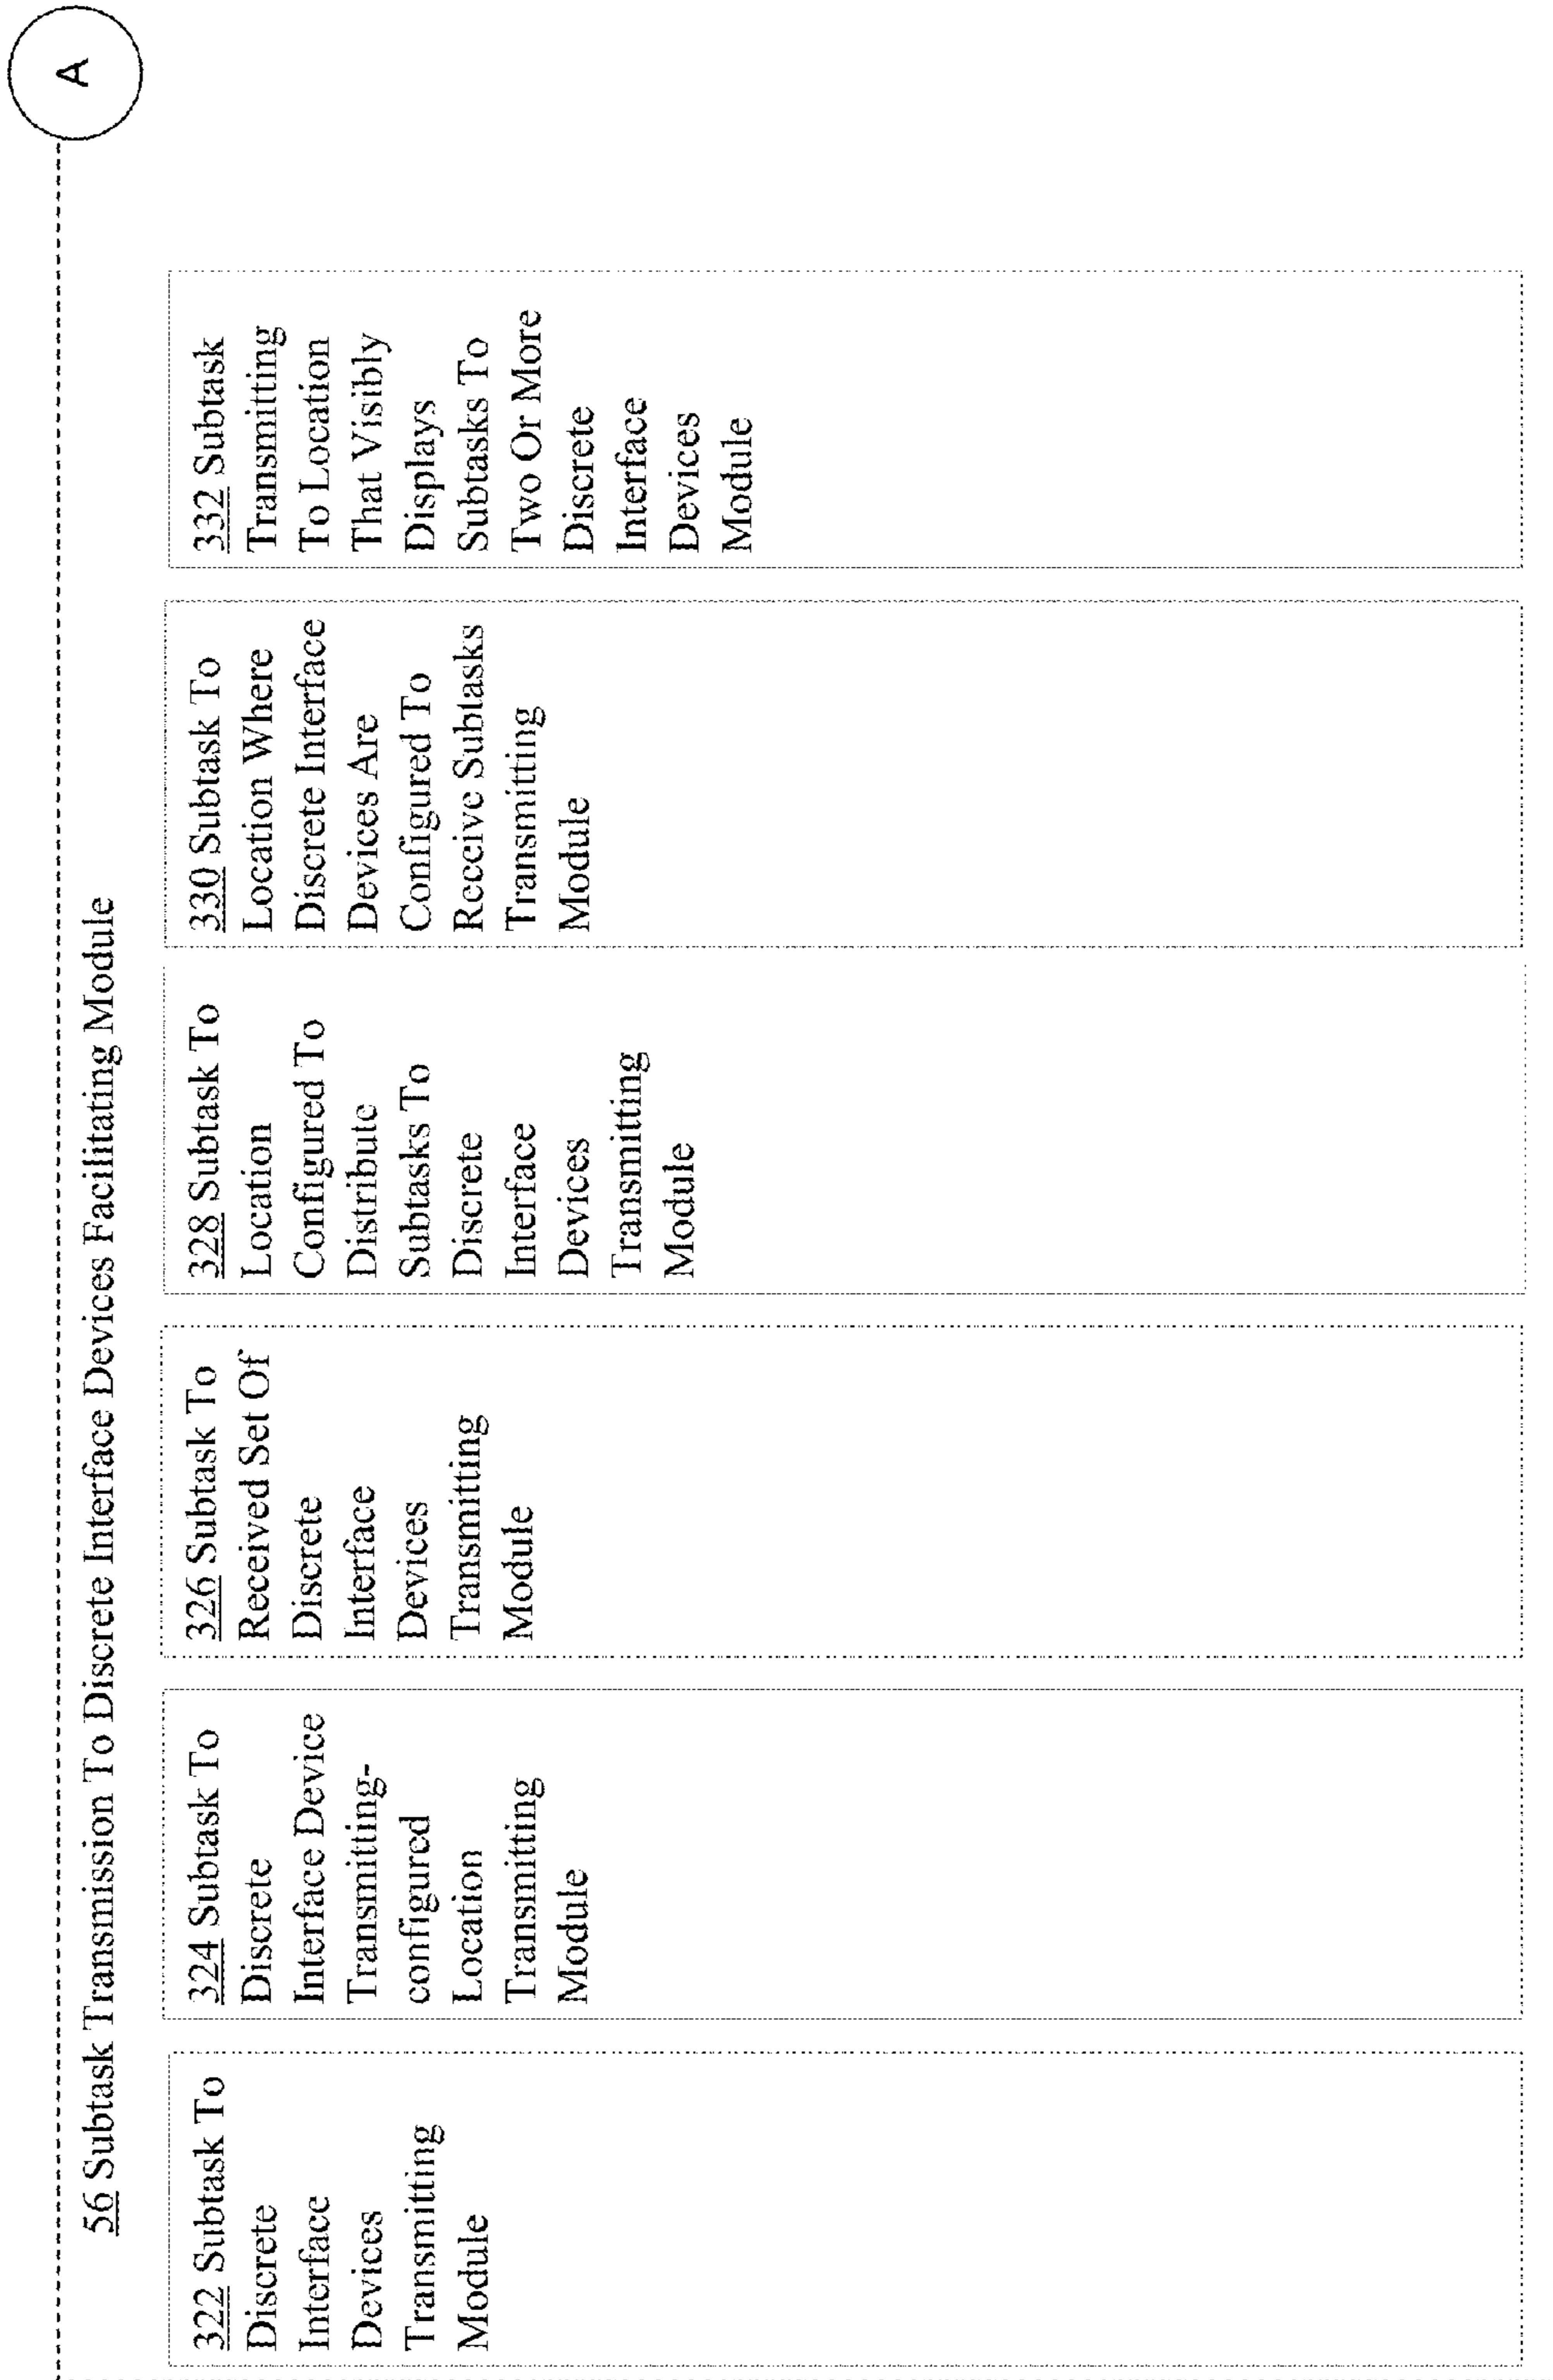 A
56 Subtask Transmission To Discrete Interface Devices Facilitating Module
322 Subtask To
Discrete
Interface
Devices
Transmitting
Module
324 Subtask To
Discrete
Interface Device
Transmitting-
configured
Location
Transmitting
Module
326 Subtask To
Received Set Of
Discrete
Interface
Devices
Transmitting
Module
328 Subtask To
Location
Configured To
Distribute
Subtasks To
Discrete
Interface
Devices
Transmitting
Module
330 Subtask To
Location Where
Discrete Interface
Devices Are
Configured To
Receive Subtasks
Transmitting
Module
332 Subtask
Transmitting
To Location
That Visibly
Displays
Subtasks To
Two Or More
Discrete
Interface
Devices
Module